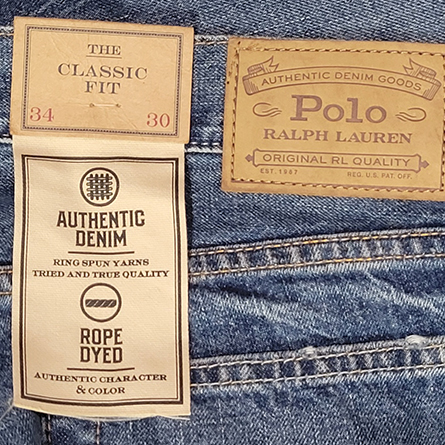 THE
CLASSIC
FIT
34 30
AUTHENTIC
DENIM
RING SPUN YARNS
TRIED AND TRUE QUALITY
ROPE
DYED
AUTHENTIC CHARACTER
& COLOR
AUTHENTIC DENIM GOODS
Polo
RALPH LAUREN
ORIGINAL RL QUALITY
EST. 1967 REG. U.S. PAT. OFF.